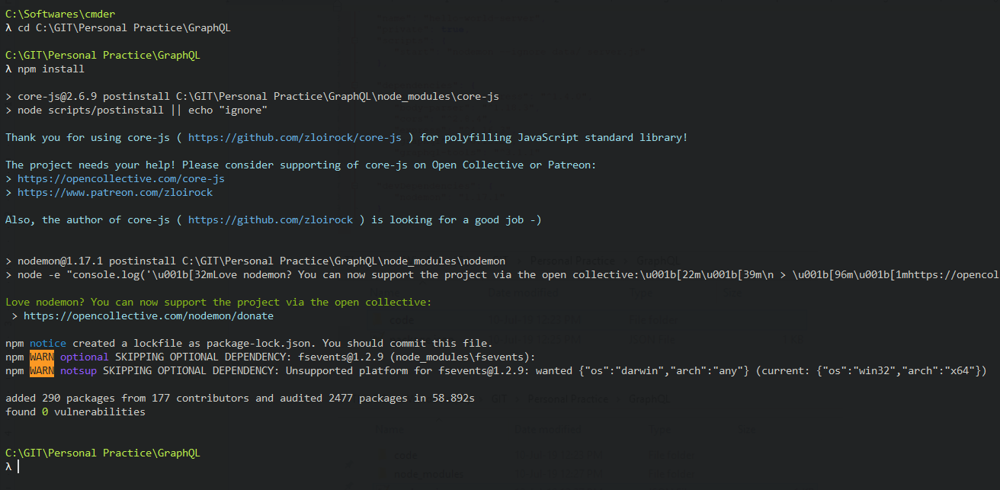 C:\Softwares\cmder
λ cd C:\GIT\Personal Practice\GraphQL
C:\GIT\Personal Practice\GraphQL
λ npm install
> core-js@2.6.9 postinstall C:\GIT\Personal Practice\GraphQL\node_modules\core-js
> node scripts/postinstall || echo "ignore"
Thank you for using core-js ( https://github.com/zloirock/core-js ) for polyfilling JavaScript standard library!
The project needs your help! Please consider supporting of core-js on Open Collective or Patreon:
> https://opencollective.com/core-js
> https://www.patreon.com/zloirock
Also, the author of core-js ( https://github.com/zloirock ) is looking for a good job -)
> nodemon@1.17.1 postinstall C:\GIT\Personal Practice\GraphQL\node_modules\nodemon
> node -e "console.log('\u001b[32mLove nodemon? You can now support the project via the open collective:\u001b[22m\u001b[39m\n > \u001b[96m\u001b[1mhttps://opencol
Love nodemon? You can now support the project via the open collective:
> https://opencollective.com/nodemon/donate
npm notice created a lockfile as package-lock.json. You should commit this file.
npm WARN optional SKIPPING OPTIONAL DEPENDENCY: fsevents@1.2.9 (node_modules\fsevents):
npm WARN notsup SKIPPING OPTIONAL DEPENDENCY: Unsupported platform for fsevents@1.2.9: wanted {"os":"darwin","arch":"any"} (current: {"os":"win32","arch":"x64"})
added 290 packages from 177 contributors and audited 2477 packages in 58.892s
found 0 vulnerabilities
C:\GIT\Personal Practice\GraphQL
λ